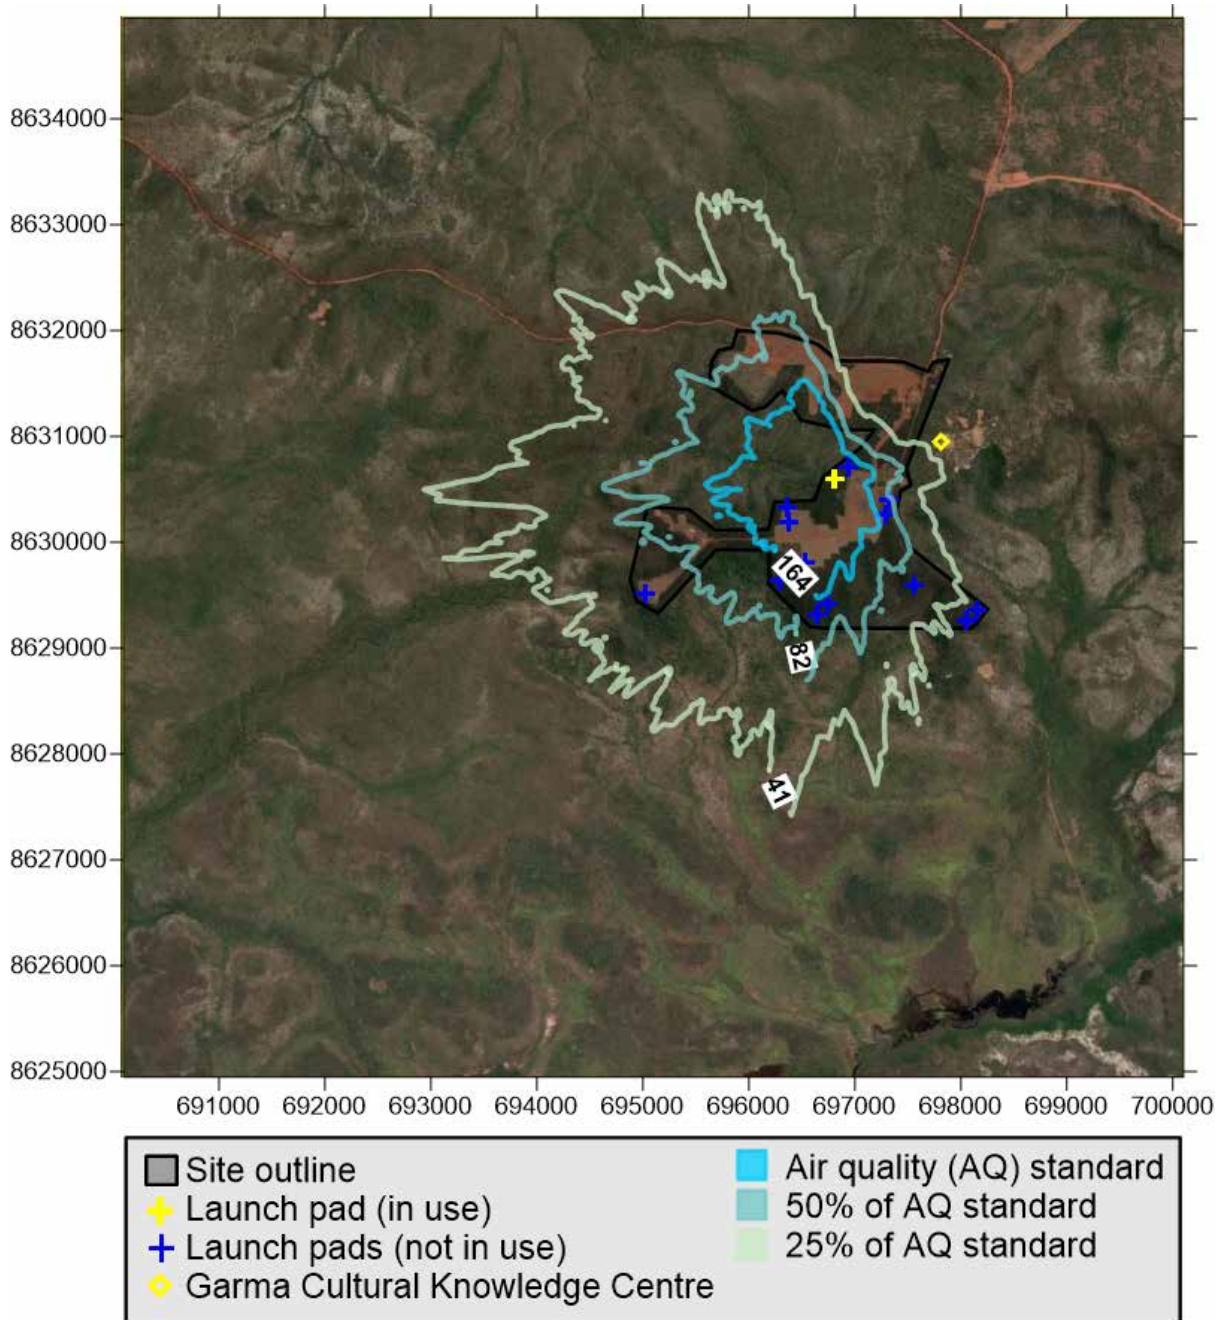 8634000
8633000
8632000
8631000
8630000
8629000
8628000
8627000
8626000
8625000
164
82
41
691000 692000 693000 694000 695000 696000 697000 698000 699000 700000
Site outline
Launch pad (in use)
Launch pads (not in use)
Garma Cultural Knowledge Centre
Air quality (AQ) standard
50% of AQ standard
25% of AQ standard